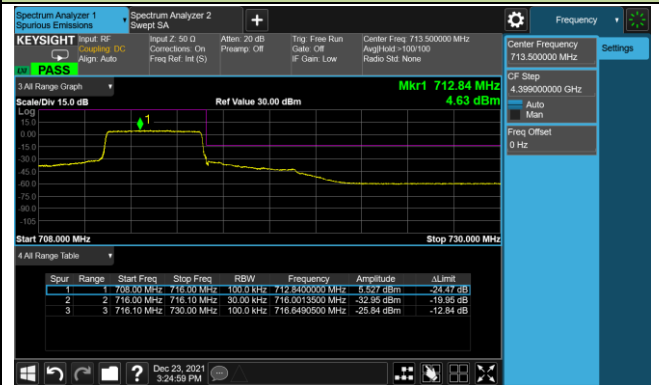 Spectrum Analyzer 1
Spurious Emissions
Spectrum Analyzer 2
Swept SA
+
Frequency
KEYSIGHT
Input: RF
Coupling: DC
Align: Auto
Input Z: 50 Ω
Corrections: On
Freq Ref: Int (S)
Atten: 20 dB
Preamp: Off
Trig: Free Run
Gate: Off
IF Gain: Low
Center Freq: 713.500000 MHz
Avg|Hold:>100/100
Radio Std: None
LNI
PASS
Center Frequency
713.500000 MHz
Settings
CF Step
4.399000000 GHz
Auto
Man
Freq Offset
0 Hz
3 All Range Graph
Mkr1 712.84 MHz
Scale/Div 15.0 dB
Ref Value 30.00 dBm
4.63 dBm
Log
15.0
0.00
-15.0
-30.0
-45.0
-60.0
-75.0
-90.0
-105
1
Start 708.000 MHz
Stop 730.000 MHz
4 All Range Table
Spur Range Start Freq Stop Freq RBW Frequency Amplitude ΔLimit
1 1 708.00 MHz 716.00 MHz 100.0 kHz 712.8400000 MHz 5.527 dBm -24.47 dB
2 2 716.00 MHz 716.10 MHz 30.00 kHz 716.0013500 MHz -32.95 dBm -19.95 dB
3 3 716.10 MHz 730.00 MHz 100.0 kHz 716.6490500 MHz -25.84 dBm -12.84 dB
?
Dec 23, 2021
3:24:59 PM